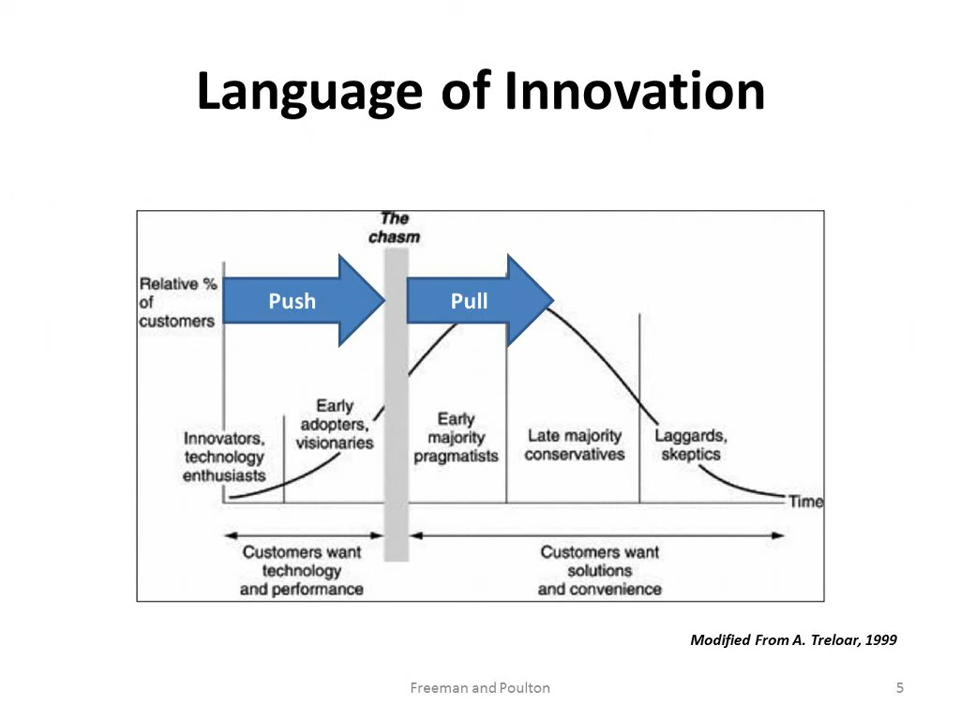 Language of Innovation
The
chasm
Relative %
of
customers
Push
Pull
Innovators,
technology
enthusiasts
Early
adopters,
visionaries
Early
majority
pragmatists
Late majority
conservatives
Laggards,
skeptics
Time
Customers want
technology
and performance
Customers want
solutions
and convenience
Modified From A. Treloar, 1999
Freeman and Poulton
5